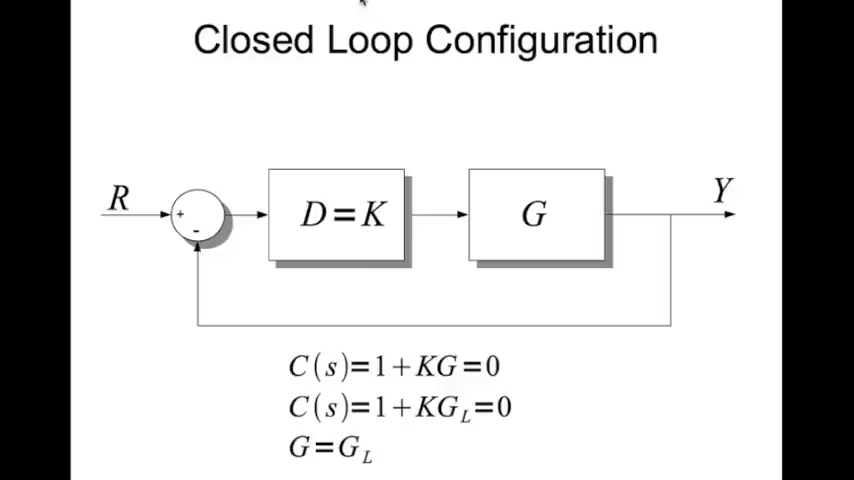 Closed Loop Configuration
R
+
-
D=K
G
Y
C(s)=1+KG=0
C(s)=1+KG_L=0
G=G_L